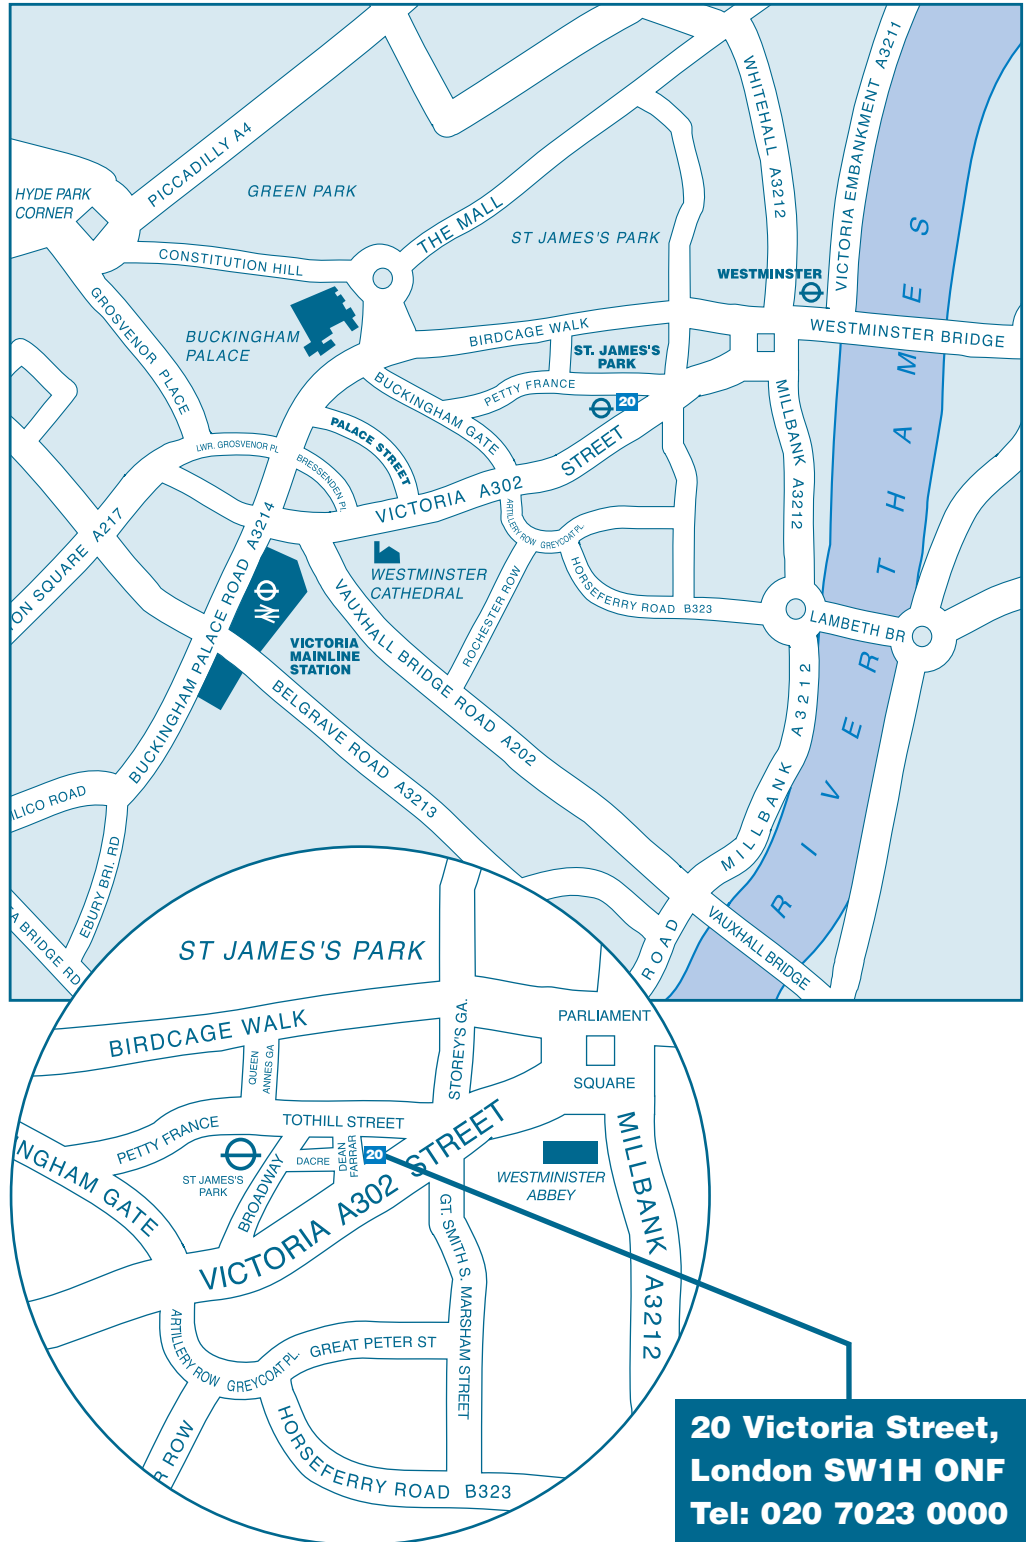 PICCADILLY A4
WHITEHALL A3212
VICTORIA EMBANKMENT A3211
HYDE PARK
CORNER
GREEN PARK
THE MALL
ST JAMES'S PARK
CONSTITUTION HILL
WESTMINSTER
GROSVENOR PLACE
BUCKINGHAM
PALACE
BIRDCAGE WALK
WESTMINSTER BRIDGE
ST. JAMES'S
PARK
PETTY FRANCE
20
BUCKINGHAM GATE
PALACE STREET
LWR. GROSVENOR PL
BRESSENDEN PL.
VICTORIA A302 STREET
MILLBANK A3212
RIVER THAMES
ON SQUARE A217
ARTILLERY ROW
GREYCOAT PL.
WESTMINSTER
CATHEDRAL
ROCHESTER ROW
HORSEFERRY ROAD B323
LAMBETH BR
BUCKINGHAM PALACE ROAD A3214
VICTORIA
MAINLINE
STATION
VAUXHALL BRIDGE ROAD A202
BELGRAVE ROAD A3213
MILLBANK A3212
LICO ROAD
EBURY BRI. RD
TA BRIDGE RD
ROAD
VAUXHALL BRIDGE
ST JAMES'S PARK
BIRDCAGE WALK
QUEEN
ANNES GA
STOREY'S GA.
PARLIAMENT
SQUARE
PETTY FRANCE
TOTHILL STREET
NGHAM GATE
ST JAMES'S
PARK
BROADWAY
DACRE
DEAN
FARRAR
20
VICTORIA A302 STREET
WESTMINISTER
ABBEY
MILLBANK A3212
GT. SMITH S. MARSHAM STREET
ARTILLERY ROW
GREYCOAT PL.
GREAT PETER ST
R ROW
HORSEFERRY ROAD B323
20 Victoria Street,
London SW1H ONF
Tel: 020 7023 0000